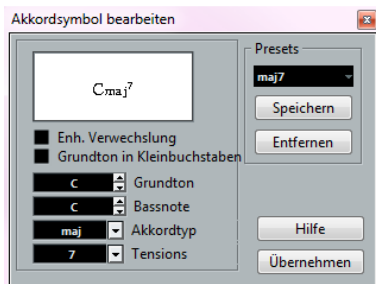 Akkordsymbol bearbeiten
Cmaj7
Enh. Verwechslung
Grundton in Kleinbuchstaben
C Grundton
C Bassnote
maj Akkordtyp
7 Tensions
Presets
maj7
Speichern
Entfernen
Hilfe
Übernehmen